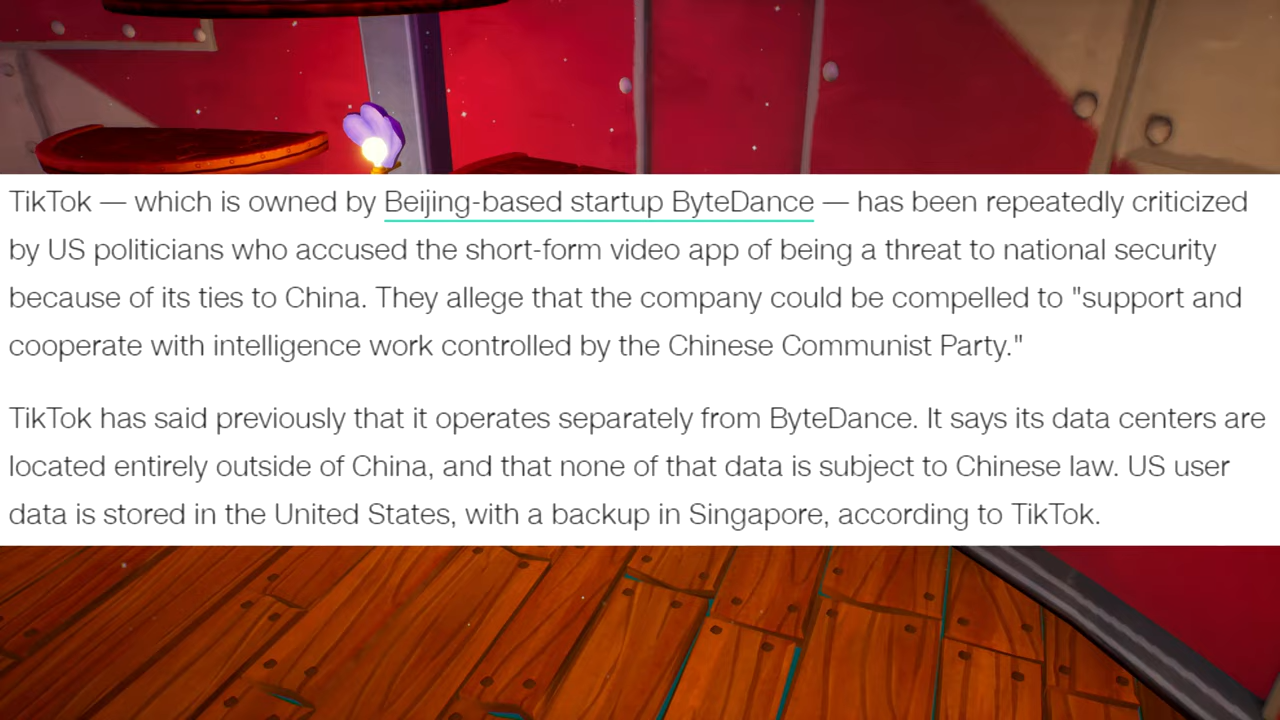 TikTok — which is owned by Beijing-based startup ByteDance — has been repeatedly criticized
by US politicians who accused the short-form video app of being a threat to national security
because of its ties to China. They allege that the company could be compelled to "support and
cooperate with intelligence work controlled by the Chinese Communist Party."
TikTok has said previously that it operates separately from ByteDance. It says its data centers are
located entirely outside of China, and that none of that data is subject to Chinese law. US user
data is stored in the United States, with a backup in Singapore, according to TikTok.